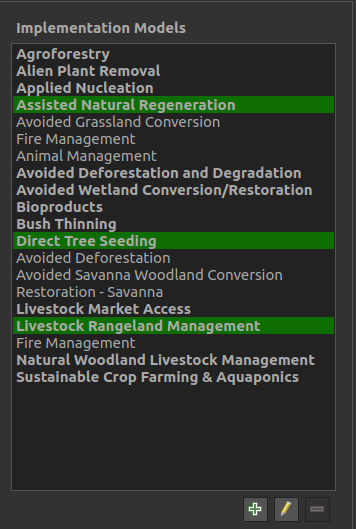 Implementation Models
Agroforestry
Alien Plant Removal
Applied Nucleation
Assisted Natural Regeneration
Avoided Grassland Conversion
Fire Management
Animal Management
Avoided Deforestation and Degradation
Avoided Wetland Conversion/Restoration
Bioproducts
Bush Thinning
Direct Tree Seeding
Avoided Deforestation
Avoided Savanna Woodland Conversion
Restoration - Savanna
Livestock Market Access
Livestock Rangeland Management
Fire Management
Natural Woodland Livestock Management
Sustainable Crop Farming & Aquaponics